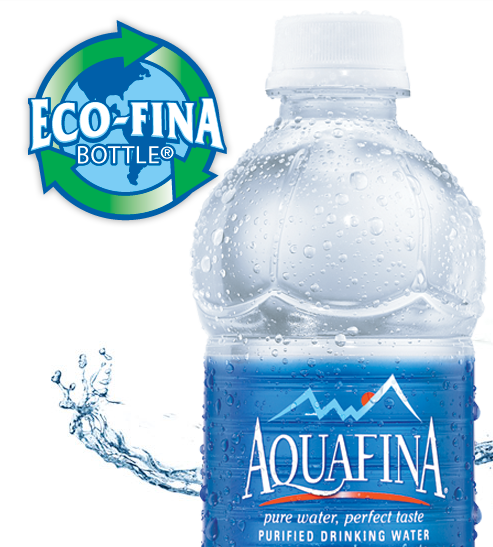 ECO-FINA
BOTTLE®
AQUAFINA
pure water, perfect taste
PURIFIED DRINKING WATER